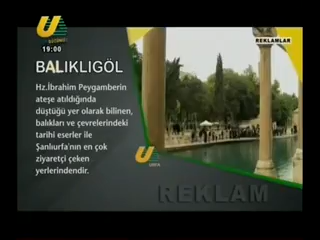 U
19:00
REKLAMLAR
BALIKLIGÖL
Hz.İbrahim Peygamberin
ateşe atıldığında
düştüğü yer olarak bilinen,
balıkları ve çevrelerindeki
tarihi eserler ile
Şanlıurfa'nın en çok
ziyaretçi çeken
yerlerindendir.
U
REKLAM